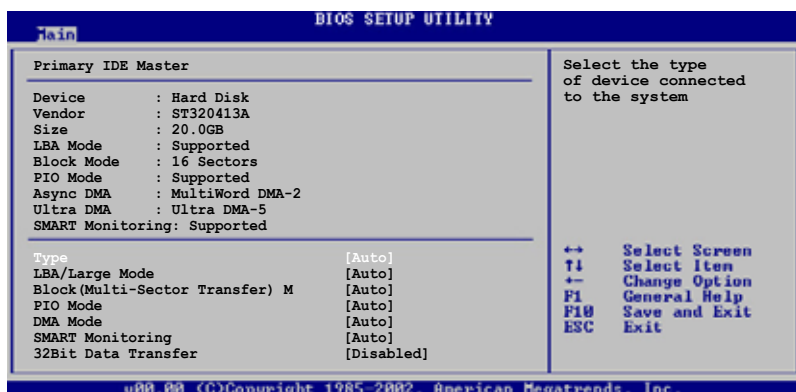 BIOS SETUP UTILITY
Main
Primary IDE Master
Device : Hard Disk
Vendor : ST320413A
Size : 20.0GB
LBA Mode : Supported
Block Mode : 16 Sectors
PIO Mode : Supported
Async DMA : MultiWord DMA-2
Ultra DMA : Ultra DMA-5
SMART Monitoring: Supported
Type [Auto]
LBA/Large Mode [Auto]
Block(Multi-Sector Transfer) M [Auto]
PIO Mode [Auto]
DMA Mode [Auto]
SMART Monitoring [Auto]
32Bit Data Transfer [Disabled]
Select the type
of device connected
to the system
←→ Select Screen
↑↓ Select Item
+- Change Option
F1 General Help
F10 Save and Exit
ESC Exit
v00.00 (C)Copyright 1985-2002, American Megatrends, Inc.